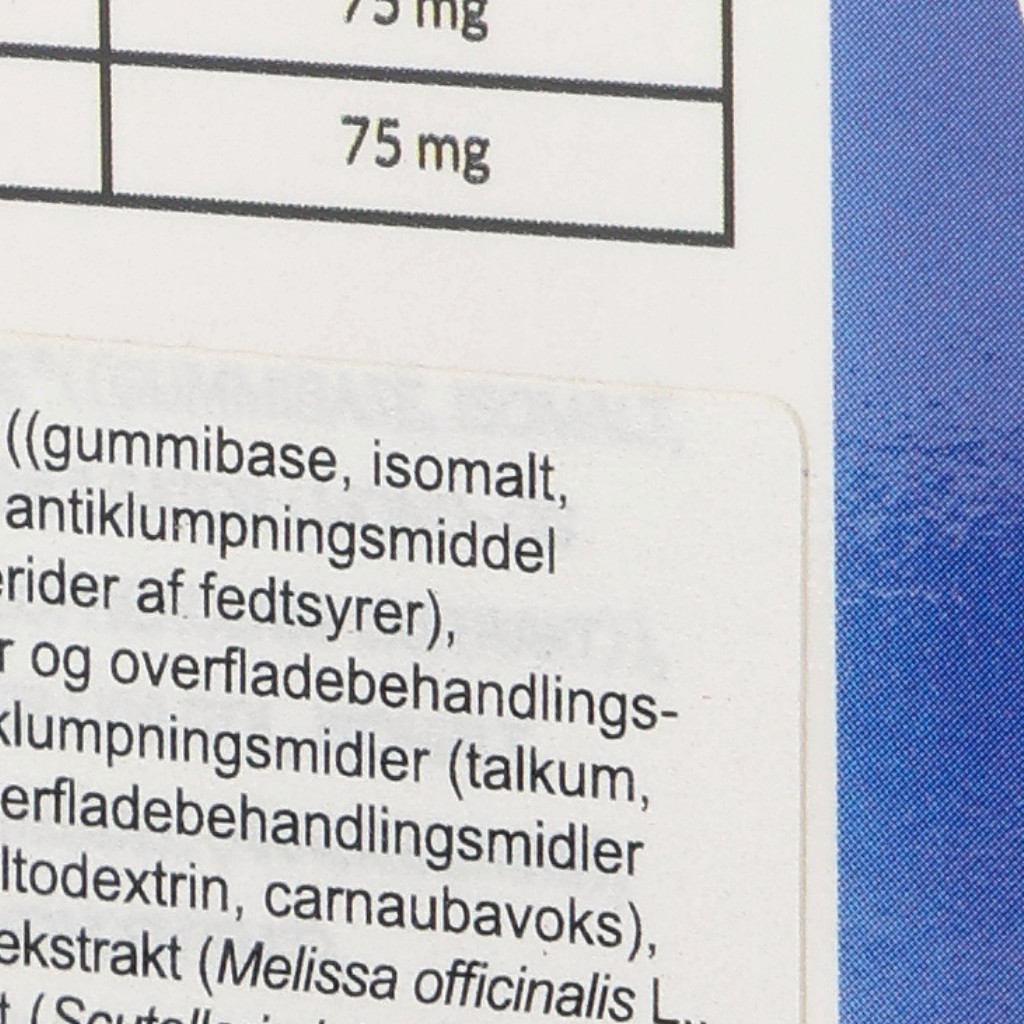 75 mg
75 mg
((gummibase, isomalt,
antiklumpningsmiddel
erider af fedtsyrer),
r og overfladebehandlings-
klumpningsmidler (talkum,
erfladebehandlingsmidler
ltodextrin, carnaubavoks),
ekstrakt (Melissa officinalis L.,